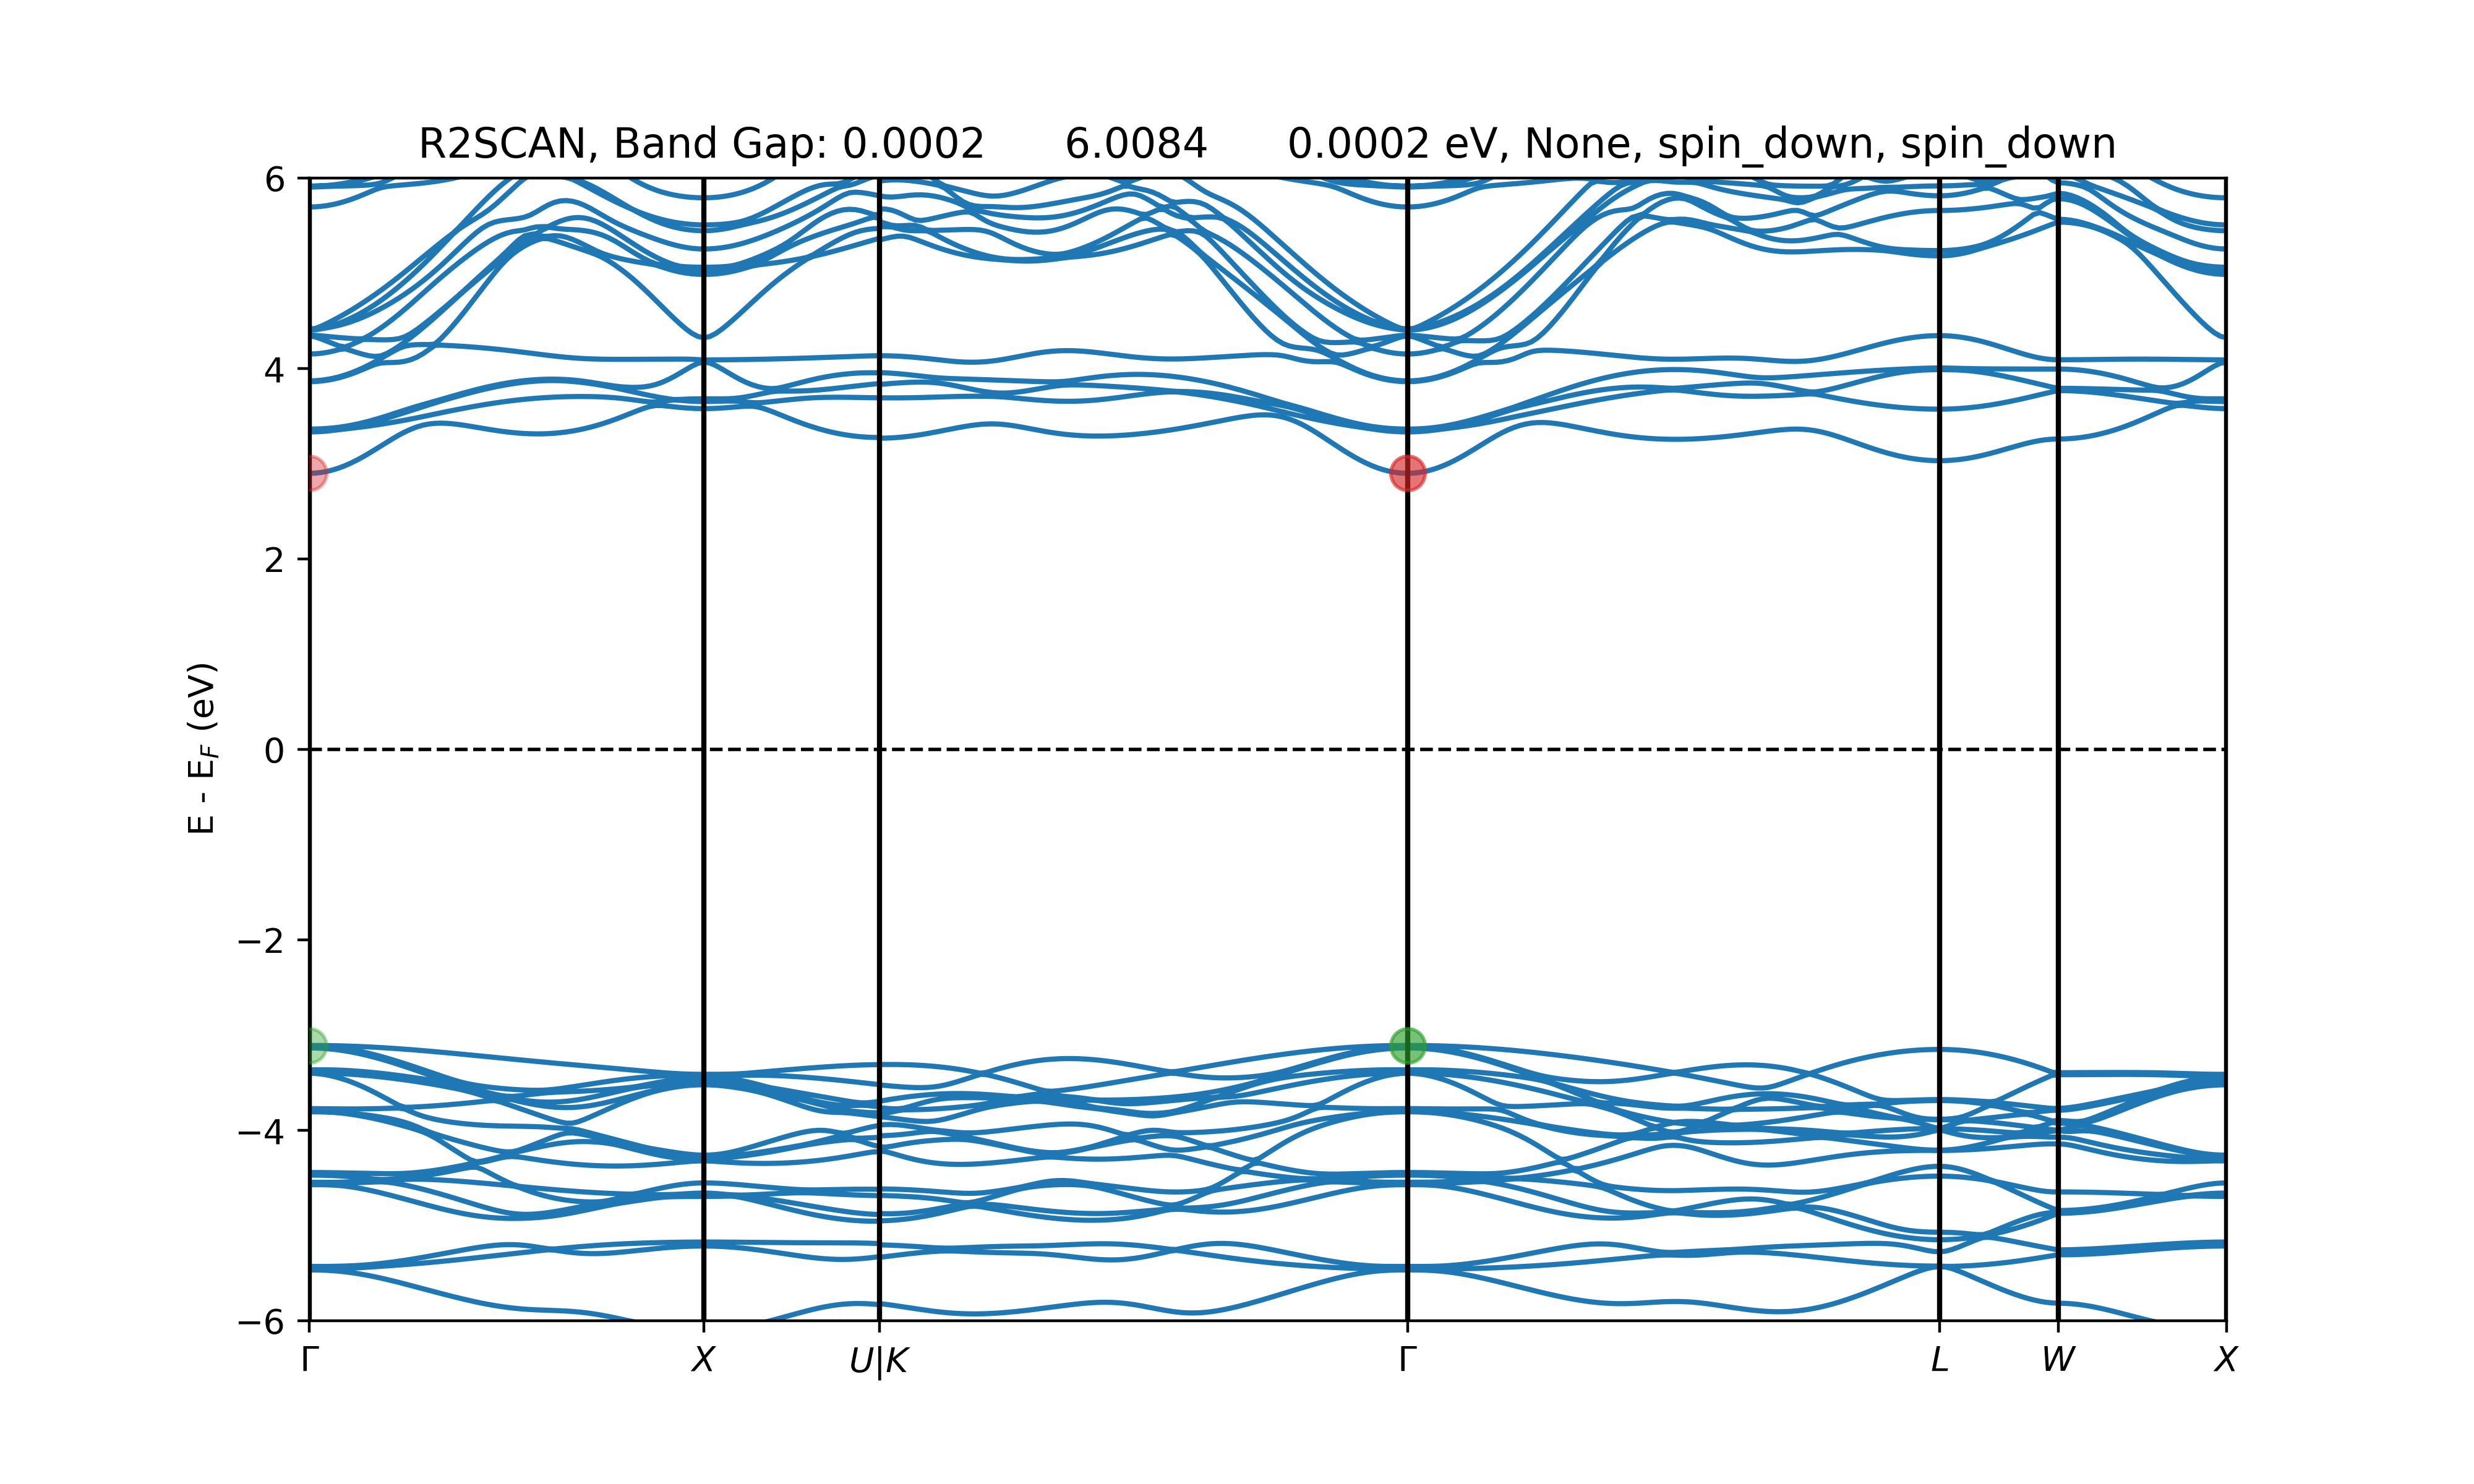 R2SCAN, Band Gap: 0.0002 6.0084 0.0002 eV, None, spin_down, spin_down
6
4
2
0
−2
−4
−6
E - E_F (eV)
Γ X U|K Γ L W X